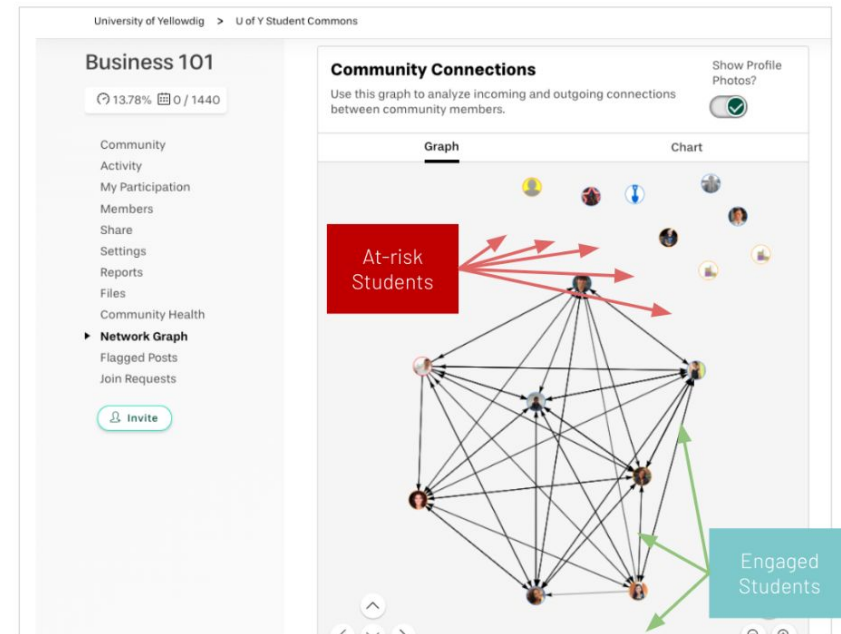 University of Yellowdig > U of Y Student Commons
Business 101
13.78% 0 / 1440
Community
Activity
My Participation
Members
Share
Settings
Reports
Files
Community Health
Network Graph
Flagged Posts
Join Requests
Invite
Community Connections
Use this graph to analyze incoming and outgoing connections
between community members.
Show Profile
Photos?
Graph
Chart
At-risk
Students
Engaged
Students